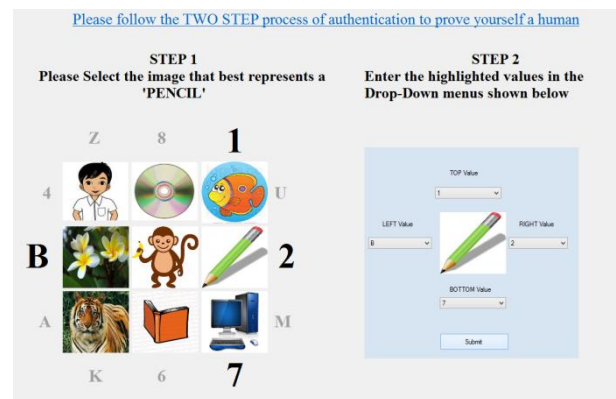 Please follow the TWO STEP process of authentication to prove yourself a human
STEP 1
Please Select the image that best represents a
'PENCIL'
Z 8 1
4 U
B 2
A M
K 6 7
STEP 2
Enter the highlighted values in the
Drop-Down menus shown below
TOP Value
1
LEFT Value RIGHT Value
B 2
BOTTOM Value
7
Submit